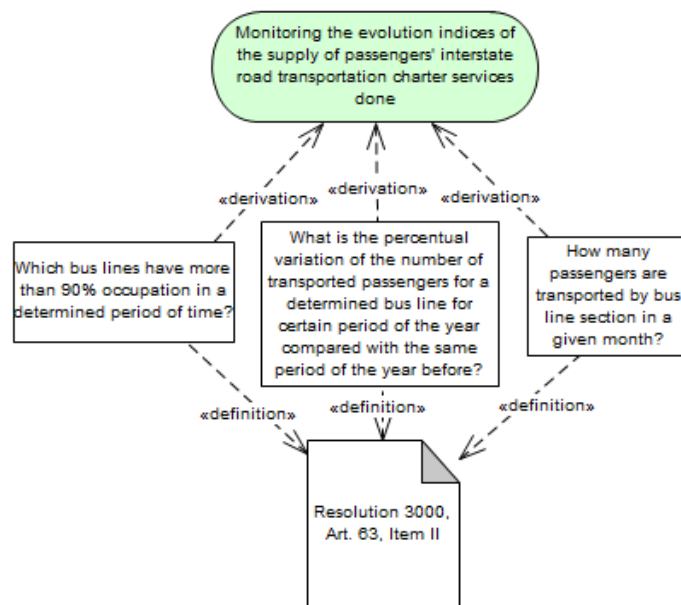 Monitoring the evolution indices of
the supply of passengers' interstate
road transportation charter services
done
«derivation»
«derivation»
«derivation»
Which bus lines have more
than 90% occupation in a
determined period of time?
What is the percentual
variation of the number of
transported passengers for a
determined bus line for
certain period of the year
compared with the same
period of the year before?
How many
passengers are
transported by bus
line section in a
given month?
«definition»
«definition»
«definition»
Resolution 3000,
Art. 63, Item II